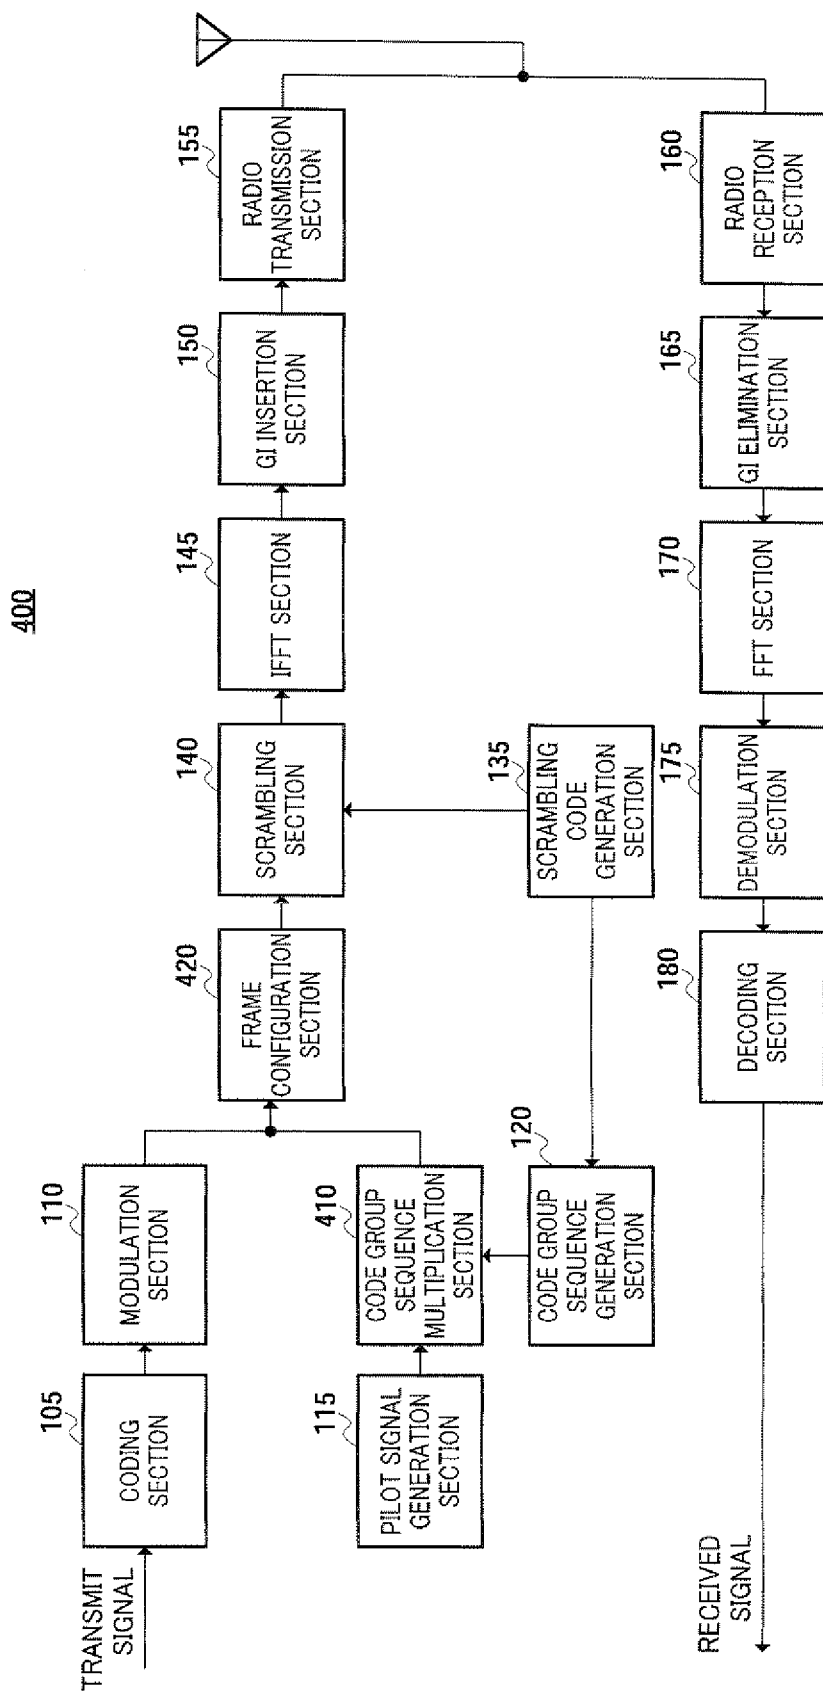 400
TRANSMIT
SIGNAL
105
CODING
SECTION
110
MODULATION
SECTION
115
PILOT SIGNAL
GENERATION
SECTION
410
CODE GROUP
SEQUENCE
MULTIPLICATION
SECTION
120
CODE GROUP
SEQUENCE
GENERATION
SECTION
420
FRAME
CONFIGURATION
SECTION
140
SCRAMBLING
SECTION
135
SCRAMBLING
CODE
GENERATION
SECTION
145
IFFT SECTION
150
GI INSERTION
SECTION
155
RADIO
TRANSMISSION
SECTION
160
RADIO
RECEPTION
SECTION
165
GI ELIMINATION
SECTION
170
FFT SECTION
175
DEMODULATION
SECTION
180
DECODING
SECTION
RECEIVED
SIGNAL